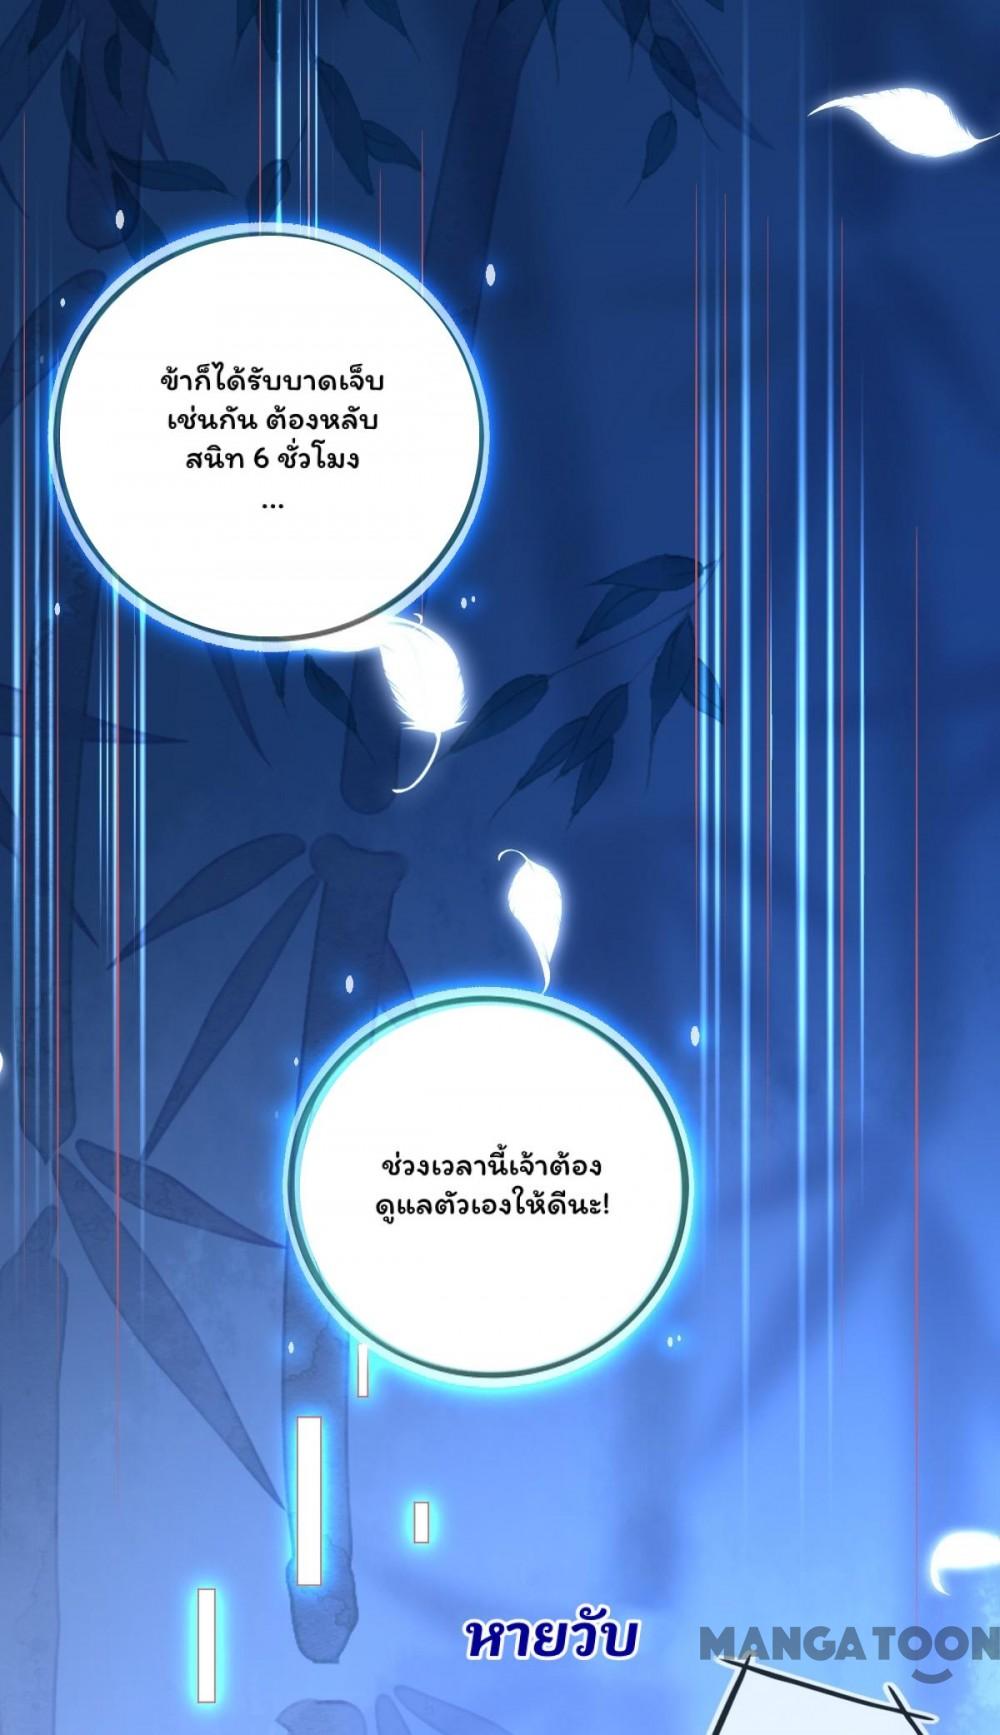 ข้าก็ได้รับบาดเจ็บ
เช่นกัน ต้องหลับ
สนิท 6 ชั่วโมง
...
ช่วงเวลานี้เจ้าต้อง
ดูแลตัวเองให้ดีนะ!
หายวับ
MANGATOON